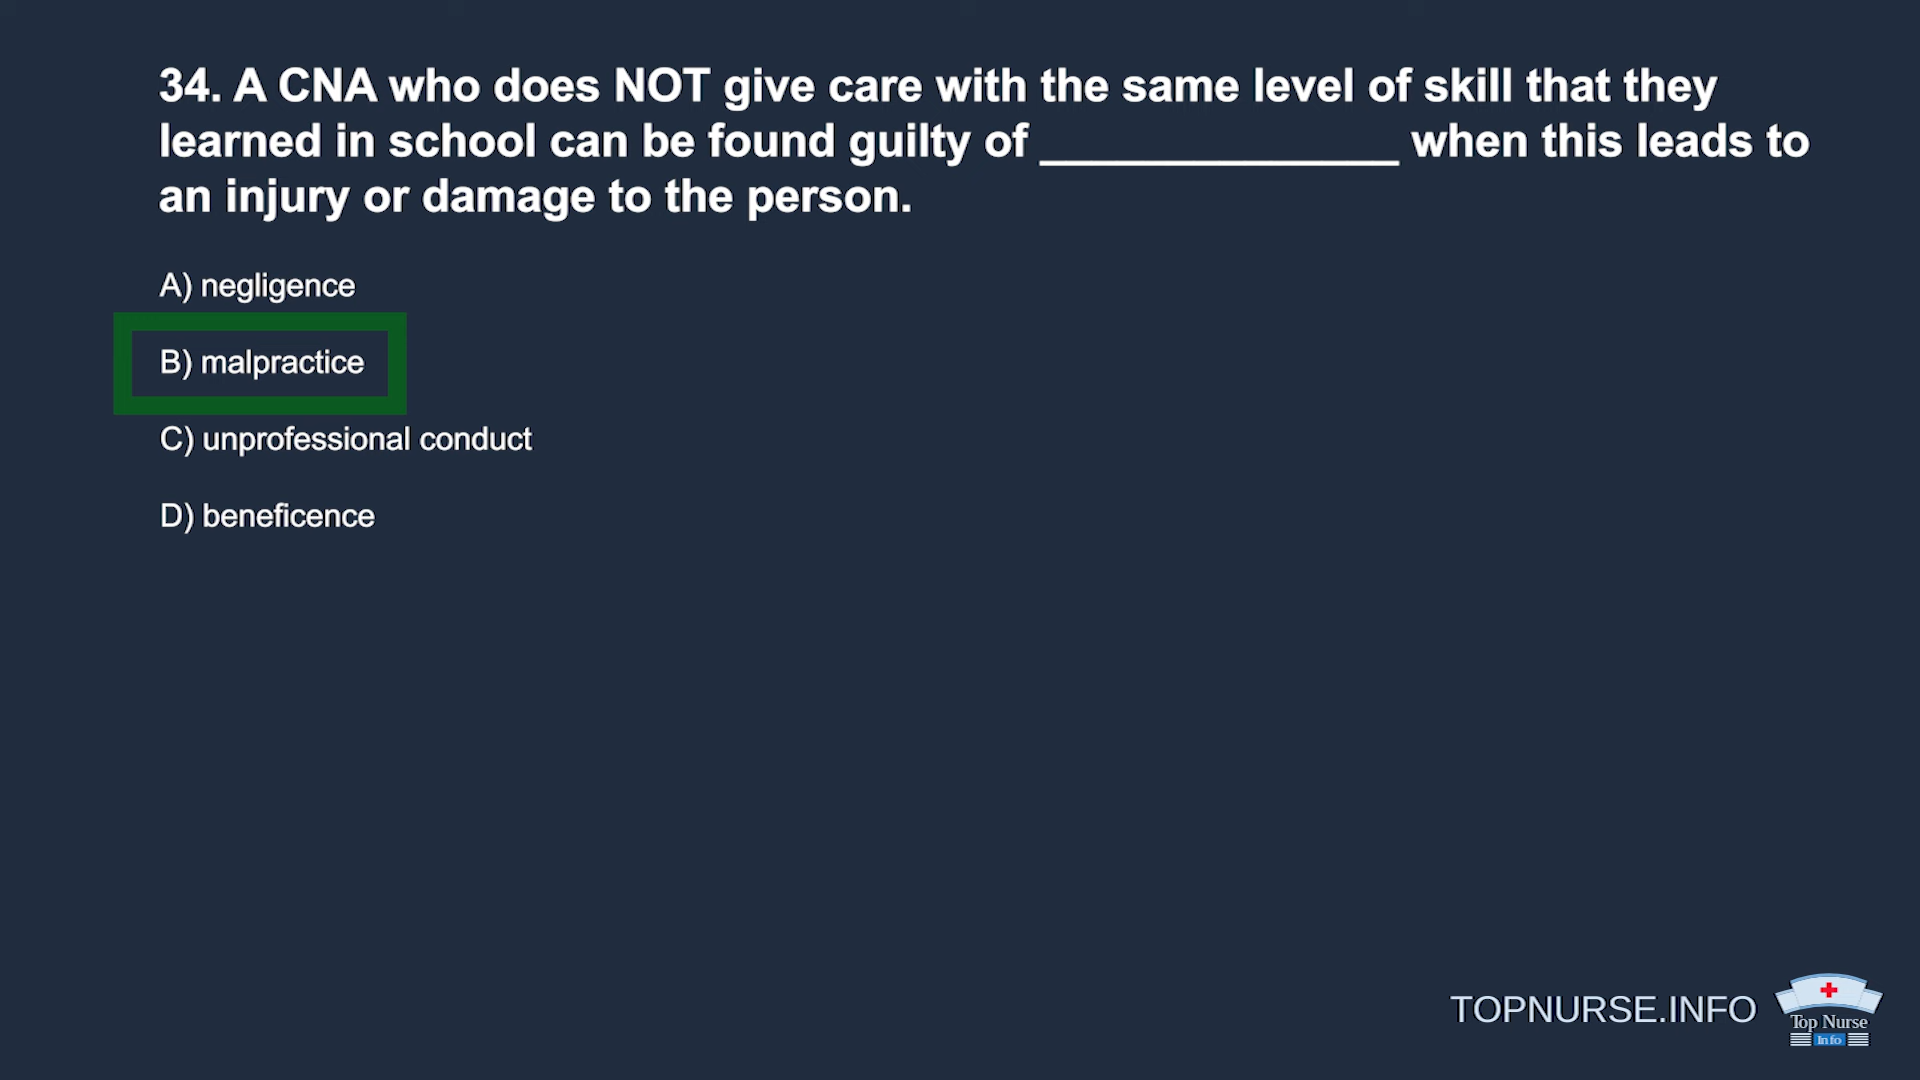 34. A CNA who does NOT give care with the same level of skill that they
learned in school can be found guilty of ______________ when this leads to
an injury or damage to the person.
A) negligence
B) malpractice
C) unprofessional conduct
D) beneficence
TOPNURSE.INFO
Top Nurse
Info